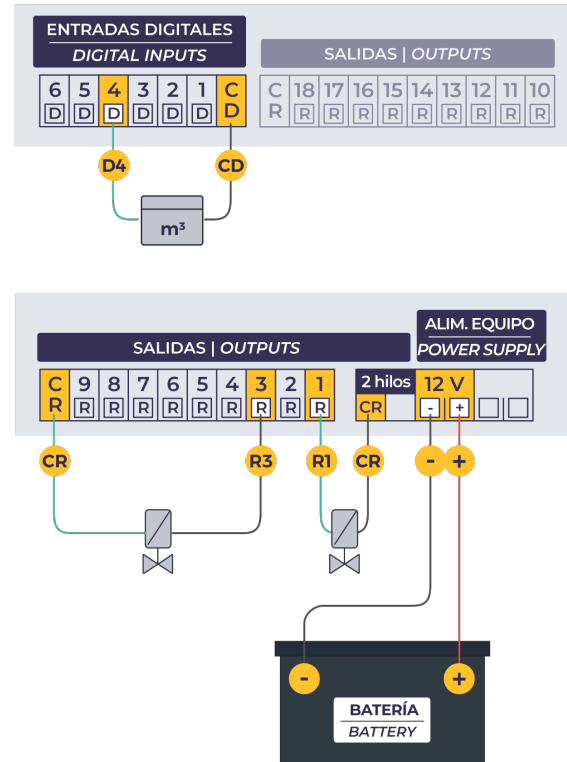 ENTRADAS DIGITALES
DIGITAL INPUTS
SALIDAS | OUTPUTS
6 5 4 3 2 1 C
D D D D D D D
C 18 17 16 15 14 13 12 11 10
R R R R R R R R R R
D4 CD
m³
ALIM. EQUIPO
POWER SUPPLY
SALIDAS | OUTPUTS
C 9 8 7 6 5 4 3 2 1
R R R R R R R R R R
2 hilos 12 V
CR - +
CR R3 R1 CR - +
- +
BATERÍA
BATTERY